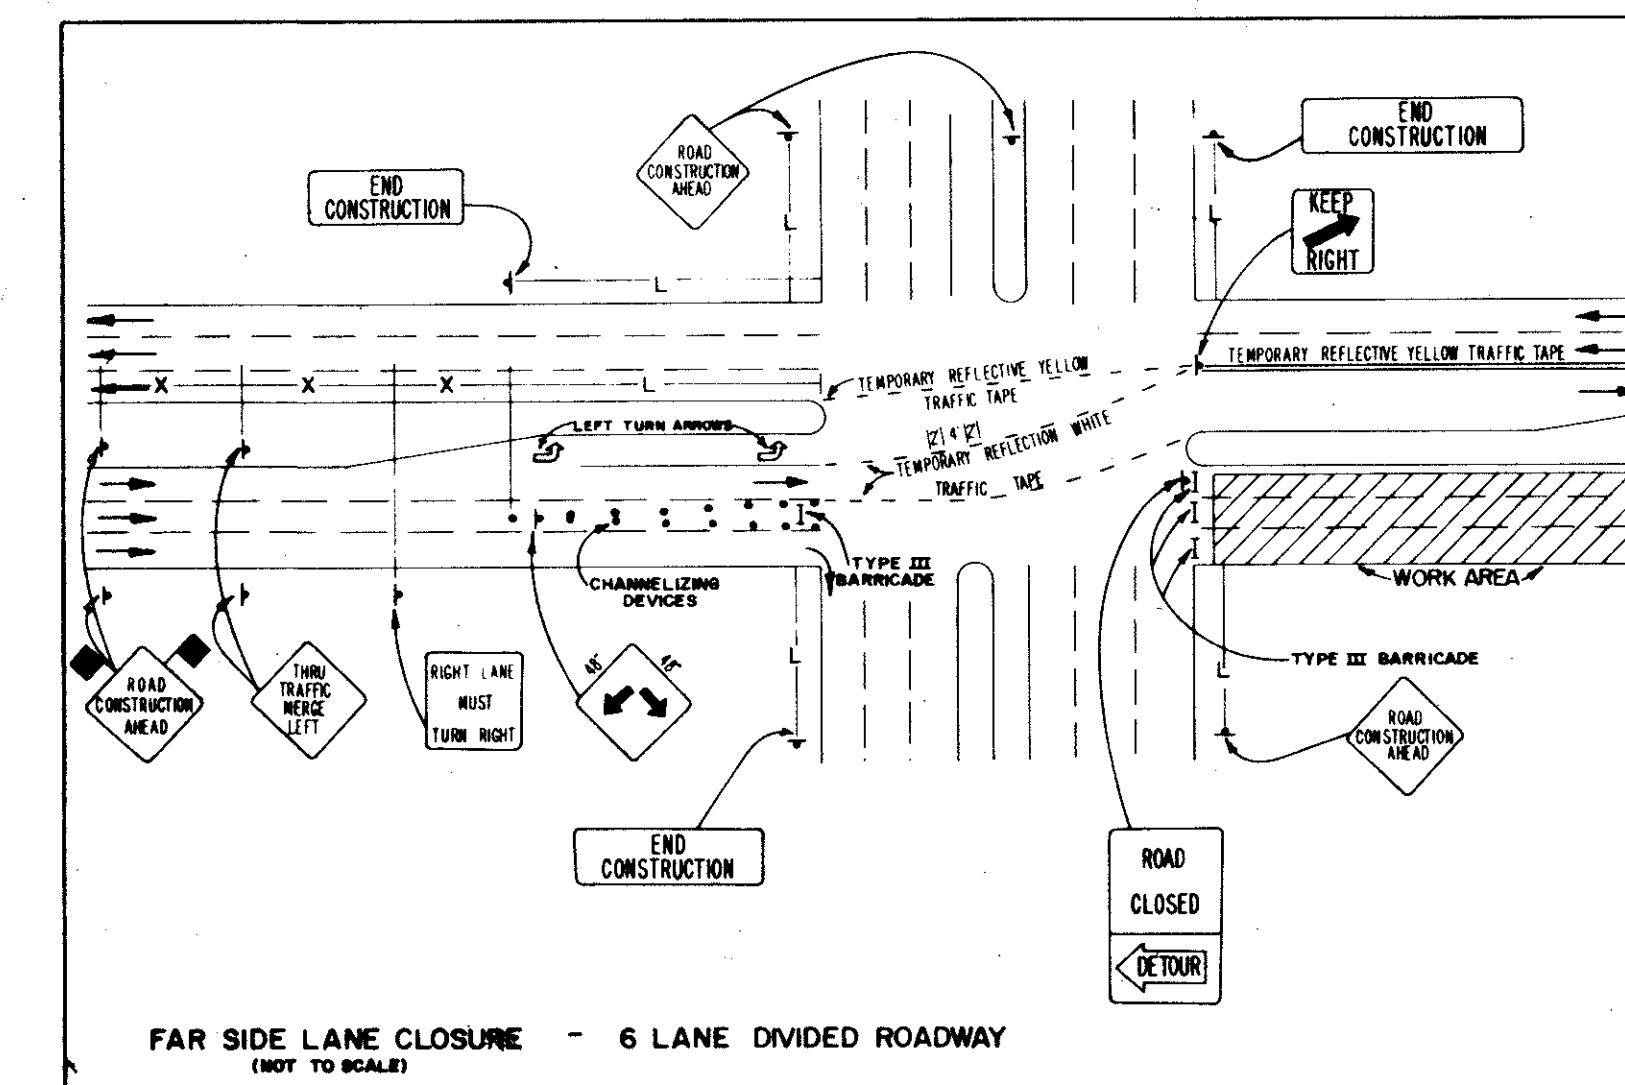 END
CONSTRUCTION
ROAD
CONSTRUCTION
AHEAD
END
CONSTRUCTION
KEEP
RIGHT
L
L
L
X
X
X
L
TEMPORARY REFLECTIVE YELLOW
TRAFFIC TAPE
TEMPORARY REFLECTIVE YELLOW TRAFFIC TAPE
LEFT TURN ARROWS
2' 4' 2'
TEMPORARY REFLECTION WHITE
TRAFFIC TAPE
CHANNELIZING
DEVICES
TYPE III
BARRICADE
WORK AREA
ROAD
CONSTRUCTION
AHEAD
THRU
TRAFFIC
MERGE
LEFT
RIGHT LANE
MUST
TURN RIGHT
48"
48"
L
L
TYPE III BARRICADE
ROAD
CONSTRUCTION
AHEAD
END
CONSTRUCTION
ROAD
CLOSED
DETOUR
FAR SIDE LANE CLOSURE - 6 LANE DIVIDED ROADWAY
(NOT TO SCALE)